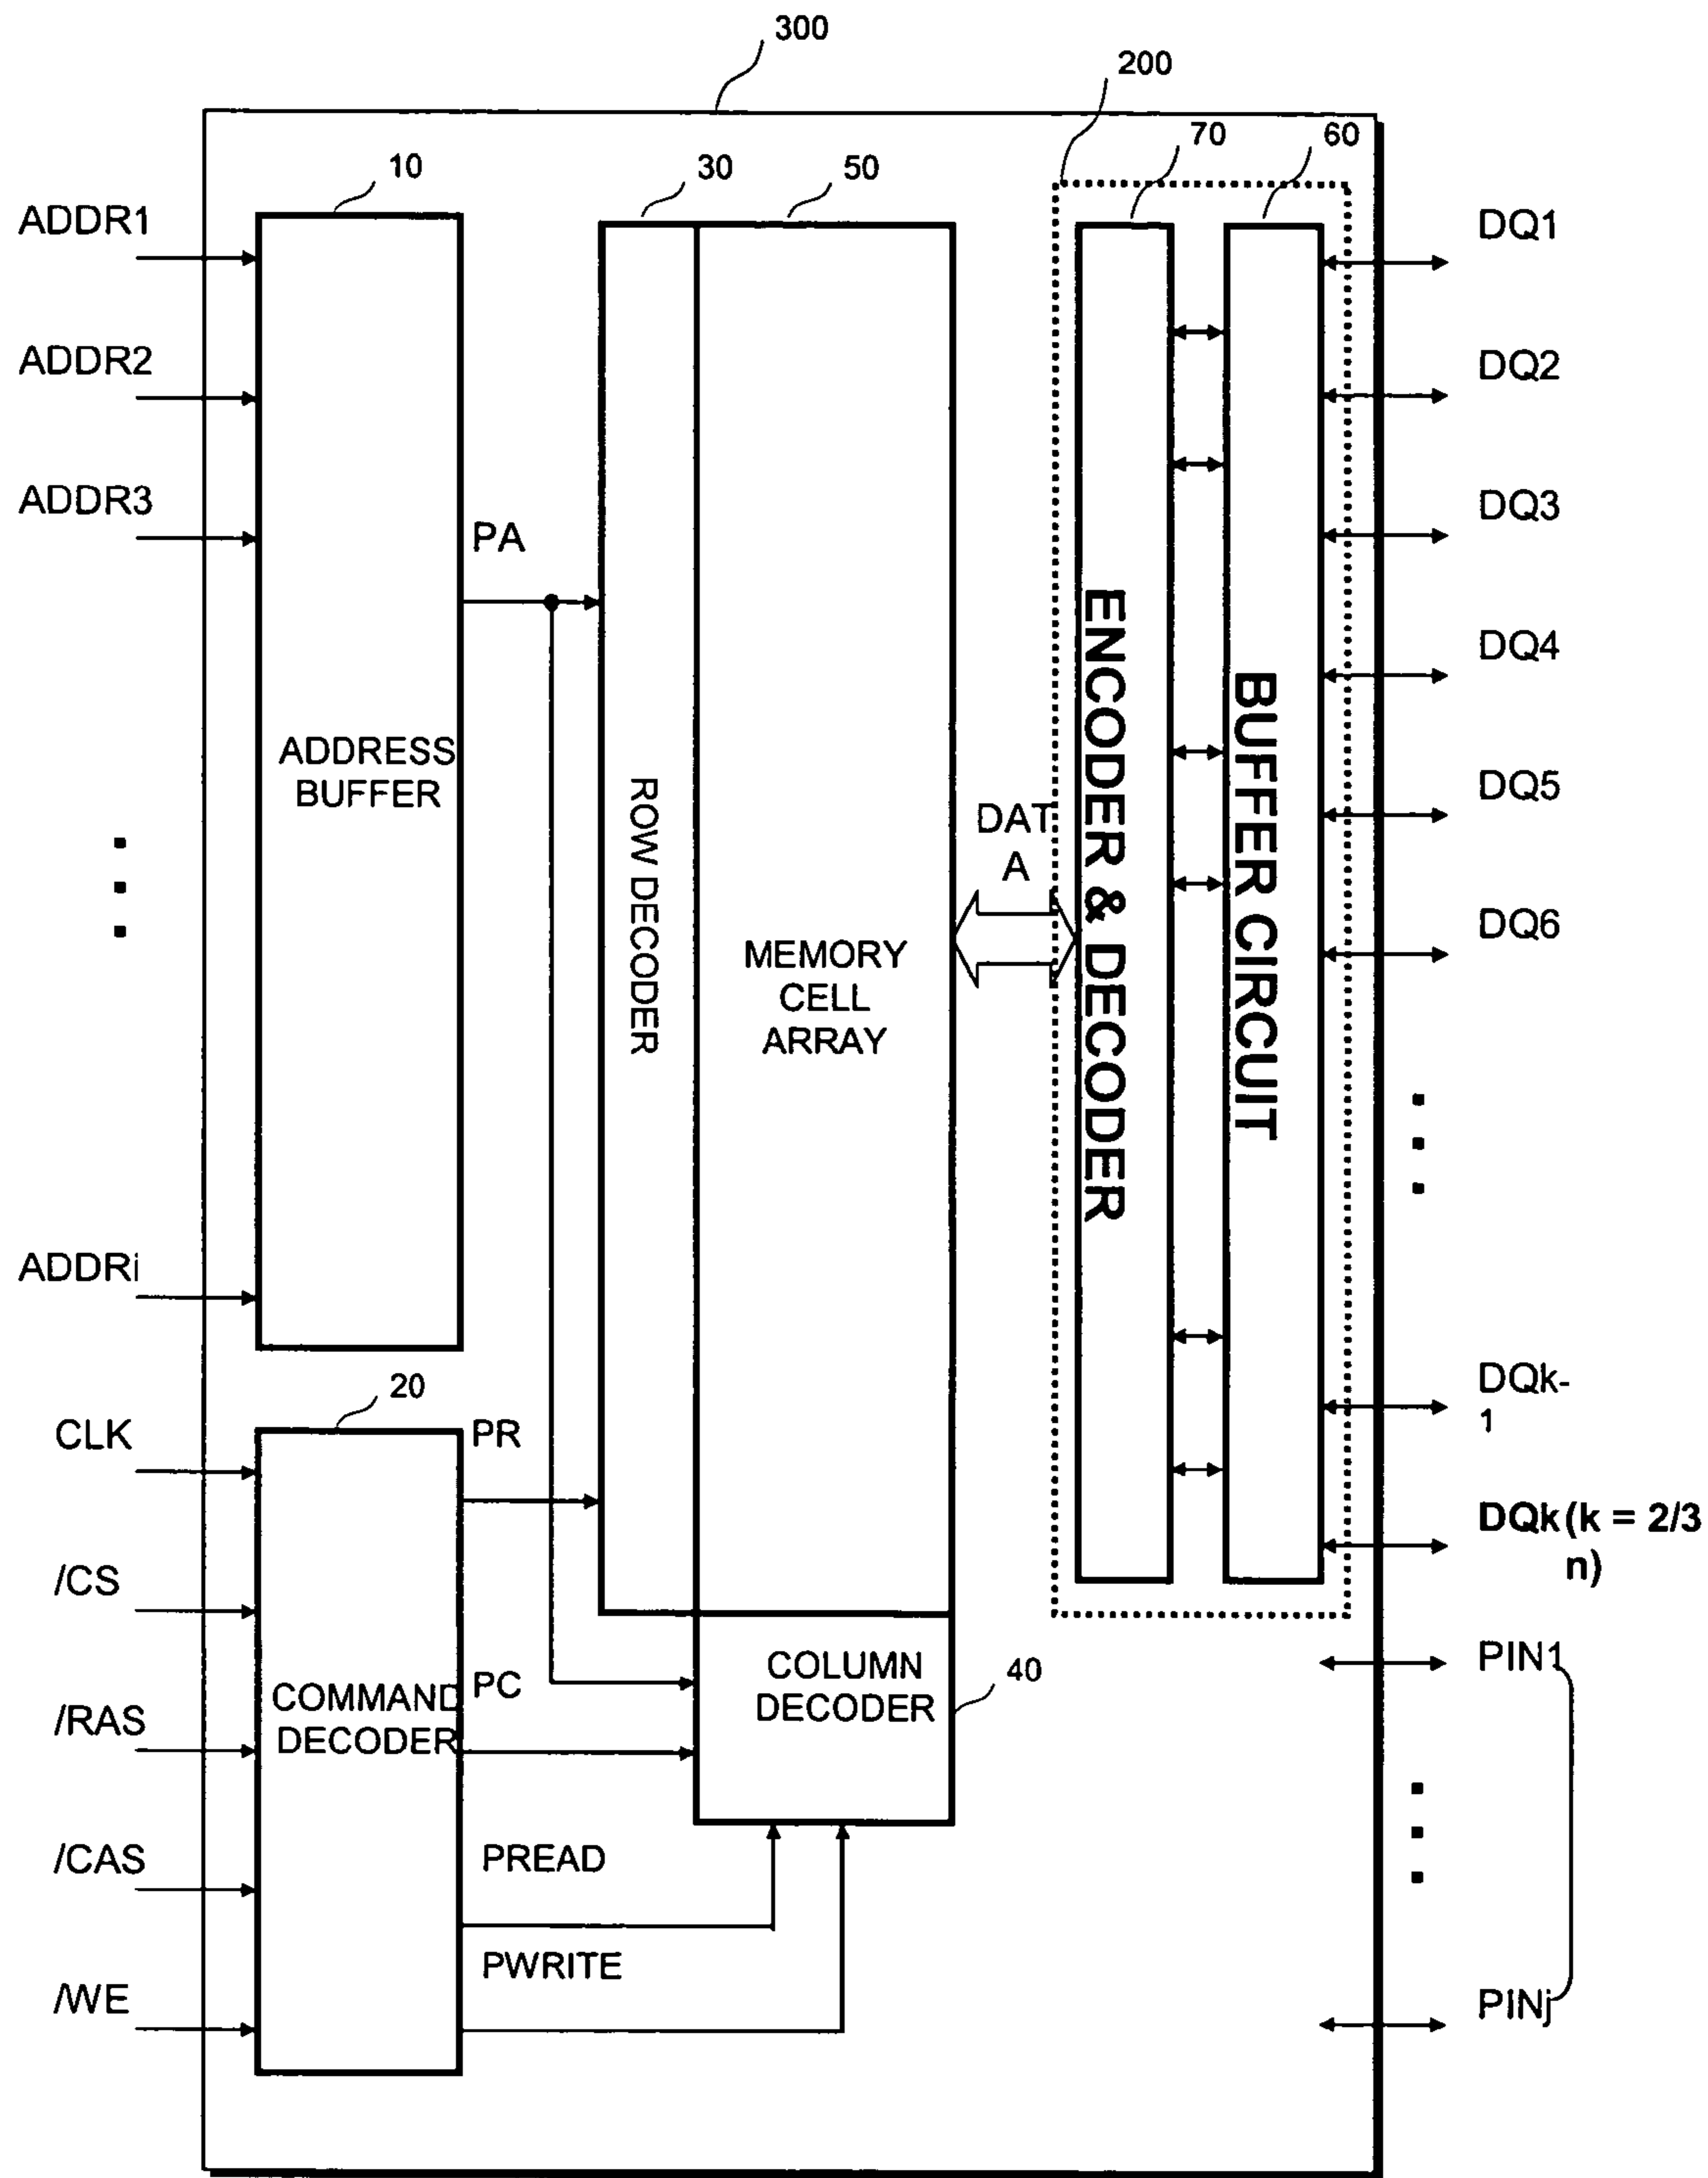 300
200
70
60
10
30
50
ADDR1
ADDR2
ADDR3
ADDRi
PA
ADDRESS
BUFFER
ROW DECODER
MEMORY
CELL
ARRAY
DAT
A
ENCODER & DECODER
BUFFER CIRCUIT
DQ1
DQ2
DQ3
DQ4
DQ5
DQ6
DQk-
1
DQk (k = 2/3
n)
20
CLK
/CS
/RAS
/CAS
/WE
COMMAND
DECODER
PR
PC
PREAD
PWRITE
COLUMN
DECODER
40
PIN1
PINj